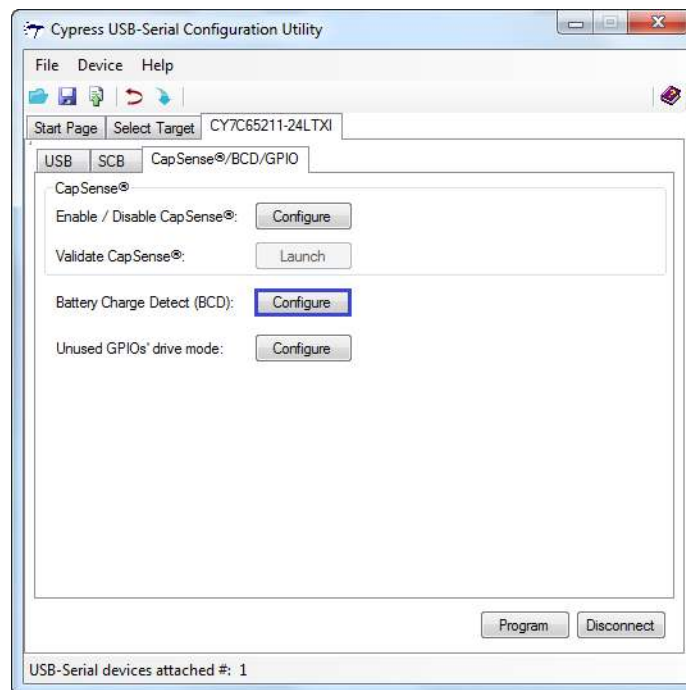 Cypress USB-Serial Configuration Utility
File Device Help
Start Page Select Target CY7C65211-24LTXI
USB SCB CapSense®/BCD/GPIO
CapSense®
Enable / Disable CapSense®: Configure
Validate CapSense®: Launch
Battery Charge Detect (BCD): Configure
Unused GPIOs' drive mode: Configure
Program Disconnect
USB-Serial devices attached #: 1